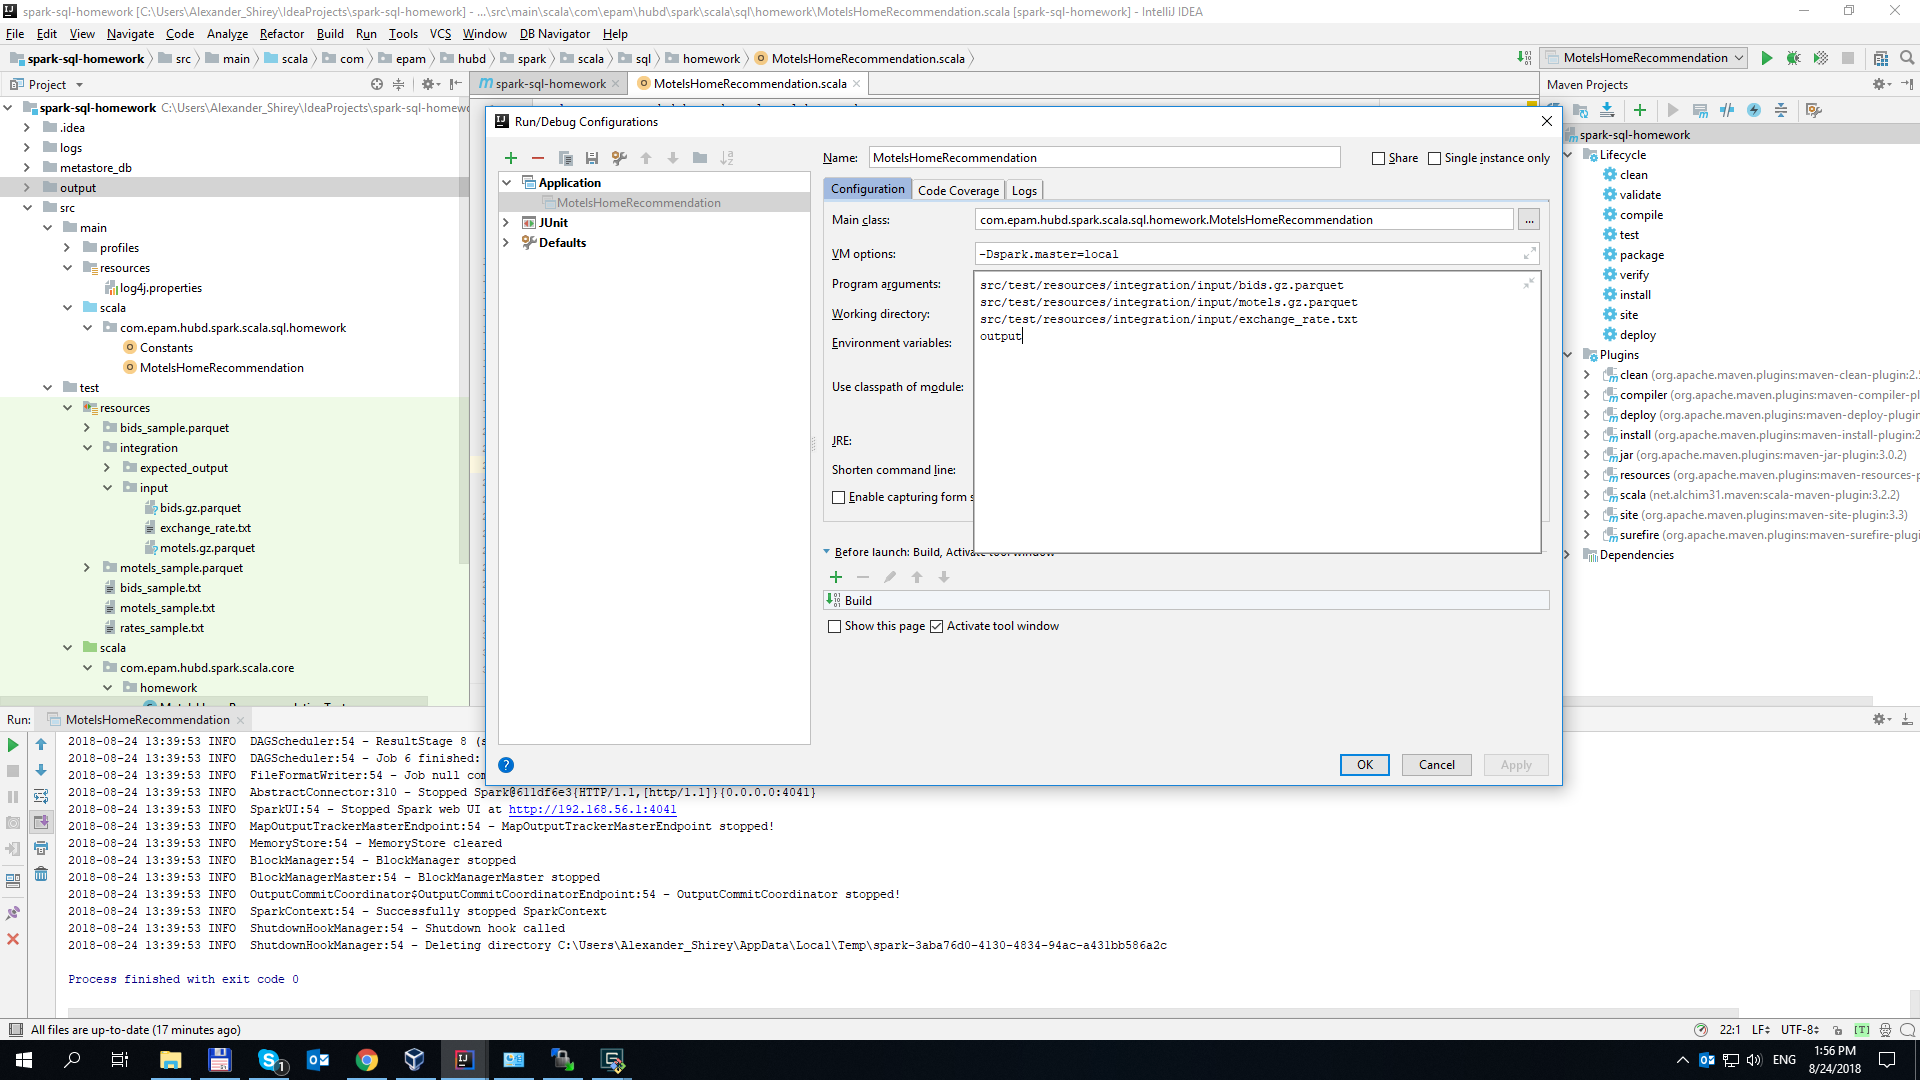 spark-sql-homework [C:\Users\Alexander_Shirey\IdeaProjects\spark-sql-homework] - ...\src\main\scala\com\epam\hubd\spark\scala\sql\homework\MotelsHomeRecommendation.scala [spark-sql-homework] - IntelliJ IDEA
File Edit View Navigate Code Analyze Refactor Build Run Tools VCS Window DB Navigator Help
spark-sql-homework src main scala com epam hubd spark scala sql homework MotelsHomeRecommendation.scala
MotelsHomeRecommendation
Project
spark-sql-homework C:\Users\Alexander_Shirey\IdeaProjects\spark-sql-homew
.idea
logs
metastore_db
output
src
main
profiles
resources
log4j.properties
scala
com.epam.hubd.spark.scala.sql.homework
Constants
MotelsHomeRecommendation
test
resources
bids_sample.parquet
integration
expected_output
input
bids.gz.parquet
exchange_rate.txt
motels.gz.parquet
motels_sample.parquet
bids_sample.txt
motels_sample.txt
rates_sample.txt
scala
com.epam.hubd.spark.scala.core
homework
spark-sql-homework
MotelsHomeRecommendation.scala
Run/Debug Configurations
Application
MotelsHomeRecommendation
JUnit
Defaults
Name: MotelsHomeRecommendation
Share Single instance only
Configuration Code Coverage Logs
Main class: com.epam.hubd.spark.scala.sql.homework.MotelsHomeRecommendation ...
VM options: -Dspark.master=local
Program arguments:
src/test/resources/integration/input/bids.gz.parquet
src/test/resources/integration/input/motels.gz.parquet
src/test/resources/integration/input/exchange_rate.txt
output
Working directory:
Environment variables:
Use classpath of module:
JRE:
Shorten command line:
Enable capturing form s
Before launch: Build, Activate tool window
Build
Show this page Activate tool window
OK Cancel Apply
Maven Projects
spark-sql-homework
Lifecycle
clean
validate
compile
test
package
verify
install
site
deploy
Plugins
clean (org.apache.maven.plugins:maven-clean-plugin:2.5
compiler (org.apache.maven.plugins:maven-compiler-pl
deploy (org.apache.maven.plugins:maven-deploy-plugin
install (org.apache.maven.plugins:maven-install-plugin:2
jar (org.apache.maven.plugins:maven-jar-plugin:3.0.2)
resources (org.apache.maven.plugins:maven-resources-p
scala (net.alchim31.maven:scala-maven-plugin:3.2.2)
site (org.apache.maven.plugins:maven-site-plugin:3.3)
surefire (org.apache.maven.plugins:maven-surefire-plugi
Dependencies
Run: MotelsHomeRecommendation
2018-08-24 13:39:53 INFO DAGScheduler:54 - ResultStage 8 (s
2018-08-24 13:39:53 INFO DAGScheduler:54 - Job 6 finished:
2018-08-24 13:39:53 INFO FileFormatWriter:54 - Job null com
2018-08-24 13:39:53 INFO AbstractConnector:310 - Stopped Spark@611df6e3{HTTP/1.1,[http/1.1]}{0.0.0.0:4041}
2018-08-24 13:39:53 INFO SparkUI:54 - Stopped Spark web UI at http://192.168.56.1:4041
2018-08-24 13:39:53 INFO MapOutputTrackerMasterEndpoint:54 - MapOutputTrackerMasterEndpoint stopped!
2018-08-24 13:39:53 INFO MemoryStore:54 - MemoryStore cleared
2018-08-24 13:39:53 INFO BlockManager:54 - BlockManager stopped
2018-08-24 13:39:53 INFO BlockManagerMaster:54 - BlockManagerMaster stopped
2018-08-24 13:39:53 INFO OutputCommitCoordinator$OutputCommitCoordinatorEndpoint:54 - OutputCommitCoordinator stopped!
2018-08-24 13:39:53 INFO SparkContext:54 - Successfully stopped SparkContext
2018-08-24 13:39:53 INFO ShutdownHookManager:54 - Shutdown hook called
2018-08-24 13:39:53 INFO ShutdownHookManager:54 - Deleting directory C:\Users\Alexander_Shirey\AppData\Local\Temp\spark-3aba76d0-4130-4834-94ac-a431bb586a2c
Process finished with exit code 0
All files are up-to-date (17 minutes ago)
22:1 LF UTF-8 [T]
ENG
1:56 PM
8/24/2018